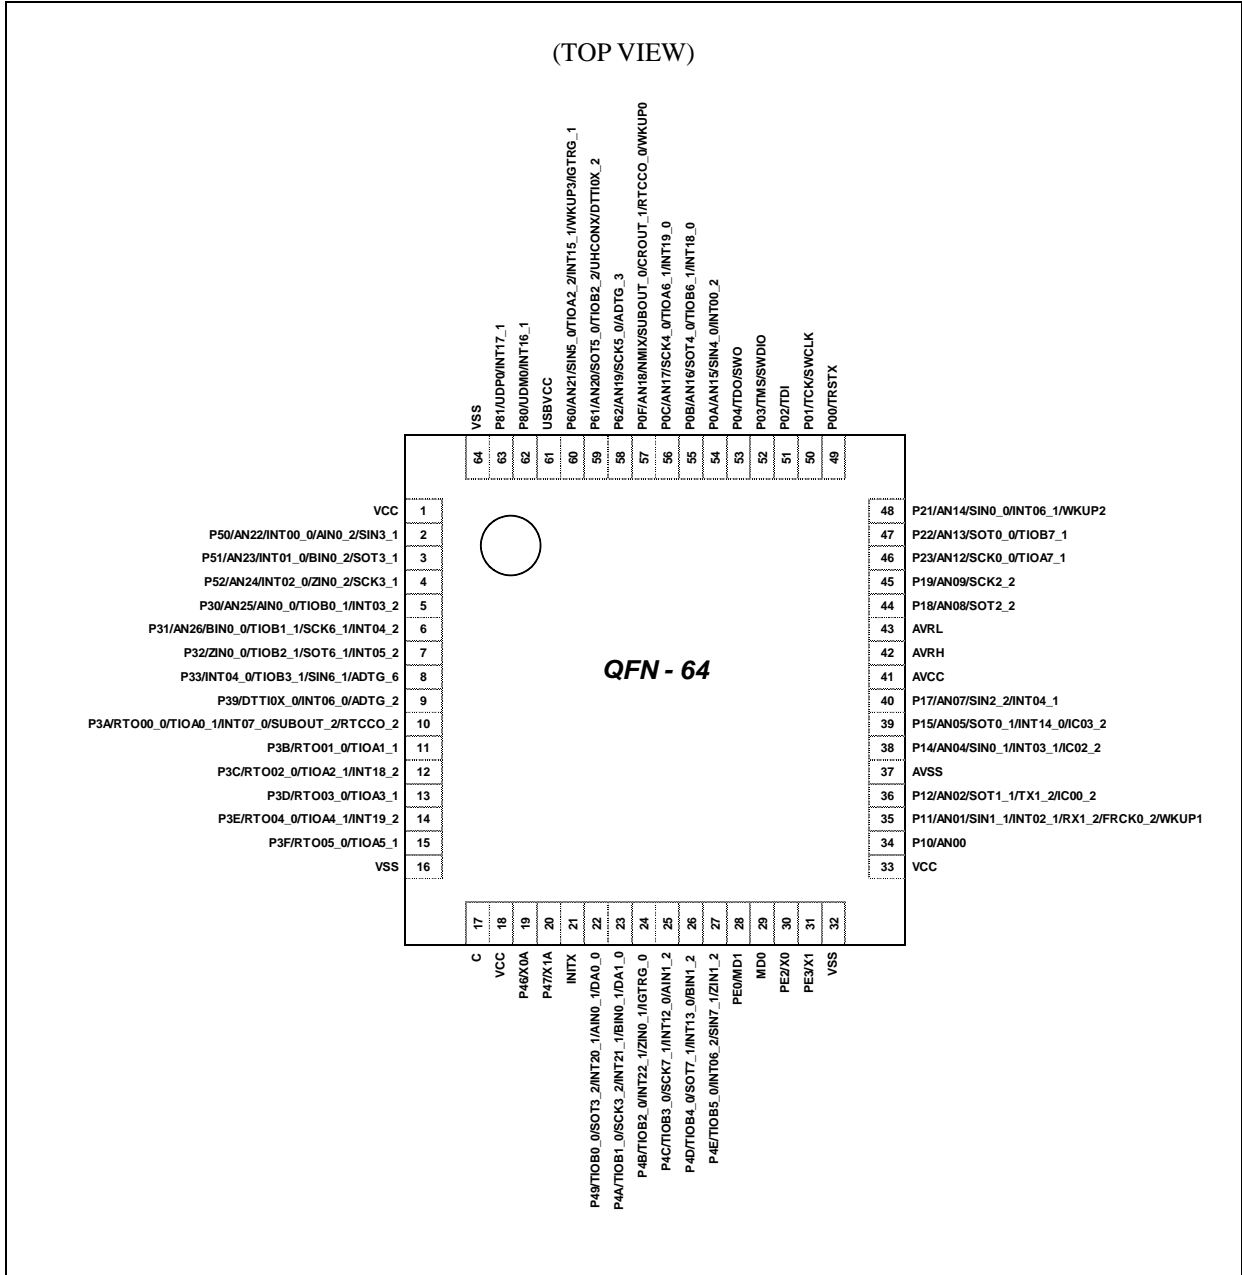 (TOP VIEW)
VSS
P81/UDP0/INT17_1
P80/UDM0/INT16_1
USBVCC
P60/AN21/SIN5_0/TIOA2_2/INT15_1/WKUP3/IGTRG_1
P61/AN20/SOT5_0/TIOB2_2/UHCONX/DTTI0X_2
P62/AN19/SCK5_0/ADTG_3
P0F/AN18/NMIX/SUBOUT_0/CROUT_1/RTCCO_0/WKUP0
P0C/AN17/SCK4_0/TIOA6_1/INT19_0
P0B/AN16/SOT4_0/TIOB6_1/INT18_0
P0A/AN15/SIN4_0/INT00_2
P04/TDO/SWO
P03/TMS/SWDIO
P02/TDI
P01/TCK/SWCLK
P00/TRSTX
64 63 62 61 60 59 58 57 56 55 54 53 52 51 50 49
VCC 1
P50/AN22/INT00_0/AIN0_2/SIN3_1 2
P51/AN23/INT01_0/BIN0_2/SOT3_1 3
P52/AN24/INT02_0/ZIN0_2/SCK3_1 4
P30/AN25/AIN0_0/TIOB0_1/INT03_2 5
P31/AN26/BIN0_0/TIOB1_1/SCK6_1/INT04_2 6
P32/ZIN0_0/TIOB2_1/SOT6_1/INT05_2 7
P33/INT04_0/TIOB3_1/SIN6_1/ADTG_6 8
P39/DTTI0X_0/INT06_0/ADTG_2 9
P3A/RTO00_0/TIOA0_1/INT07_0/SUBOUT_2/RTCCO_2 10
P3B/RTO01_0/TIOA1_1 11
P3C/RTO02_0/TIOA2_1/INT18_2 12
P3D/RTO03_0/TIOA3_1 13
P3E/RTO04_0/TIOA4_1/INT19_2 14
P3F/RTO05_0/TIOA5_1 15
VSS 16
QFN - 64
48 P21/AN14/SIN0_0/INT06_1/WKUP2
47 P22/AN13/SOT0_0/TIOB7_1
46 P23/AN12/SCK0_0/TIOA7_1
45 P19/AN09/SCK2_2
44 P18/AN08/SOT2_2
43 AVRL
42 AVRH
41 AVCC
40 P17/AN07/SIN2_2/INT04_1
39 P15/AN05/SOT0_1/INT14_0/IC03_2
38 P14/AN04/SIN0_1/INT03_1/IC02_2
37 AVSS
36 P12/AN02/SOT1_1/TX1_2/IC00_2
35 P11/AN01/SIN1_1/INT02_1/RX1_2/FRCK0_2/WKUP1
34 P10/AN00
33 VCC
17 18 19 20 21 22 23 24 25 26 27 28 29 30 31 32
C
VCC
P46/X0A
P47/X1A
INITX
P49/TIOB0_0/SOT3_2/INT20_1/AIN0_1/DA0_0
P4A/TIOB1_0/SCK3_2/INT21_1/BIN0_1/DA1_0
P4B/TIOB2_0/INT22_1/ZIN0_1/IGTRG_0
P4C/TIOB3_0/SCK7_1/INT12_0/AIN1_2
P4D/TIOB4_0/SOT7_1/INT13_0/BIN1_2
P4E/TIOB5_0/INT06_2/SIN7_1/ZIN1_2
PE0/MD1
MD0
PE2/X0
PE3/X1
VSS